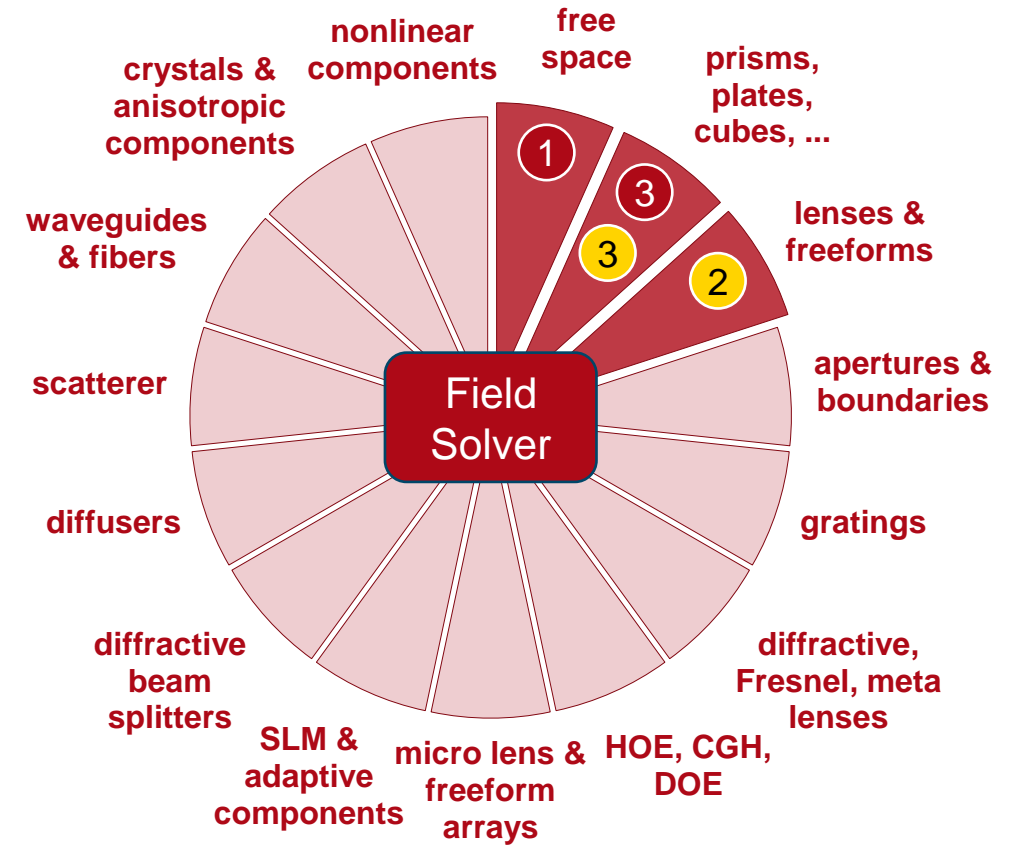 nonlinear
components
free
space
prisms,
plates,
cubes, ...
crystals &
anisotropic
components
1
3
3
2
lenses &
freeforms
waveguides
& fibers
apertures &
boundaries
scatterer
Field
Solver
gratings
diffusers
diffractive,
Fresnel, meta
lenses
diffractive
beam
splitters
HOE, CGH,
DOE
micro lens &
freeform
arrays
SLM &
adaptive
components